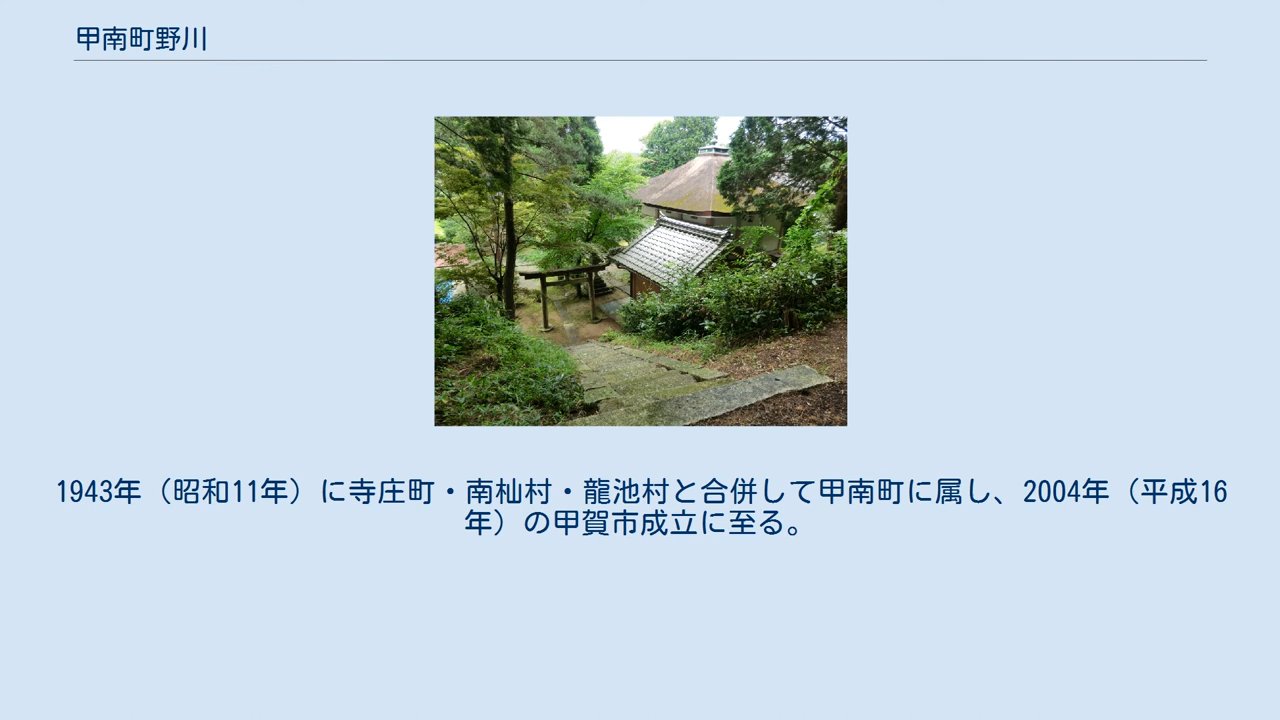 甲南町野川
1943年（昭和11年）に寺庄町・南杣村・龍池村と合併して甲南町に属し、2004年（平成16
年）の甲賀市成立に至る。